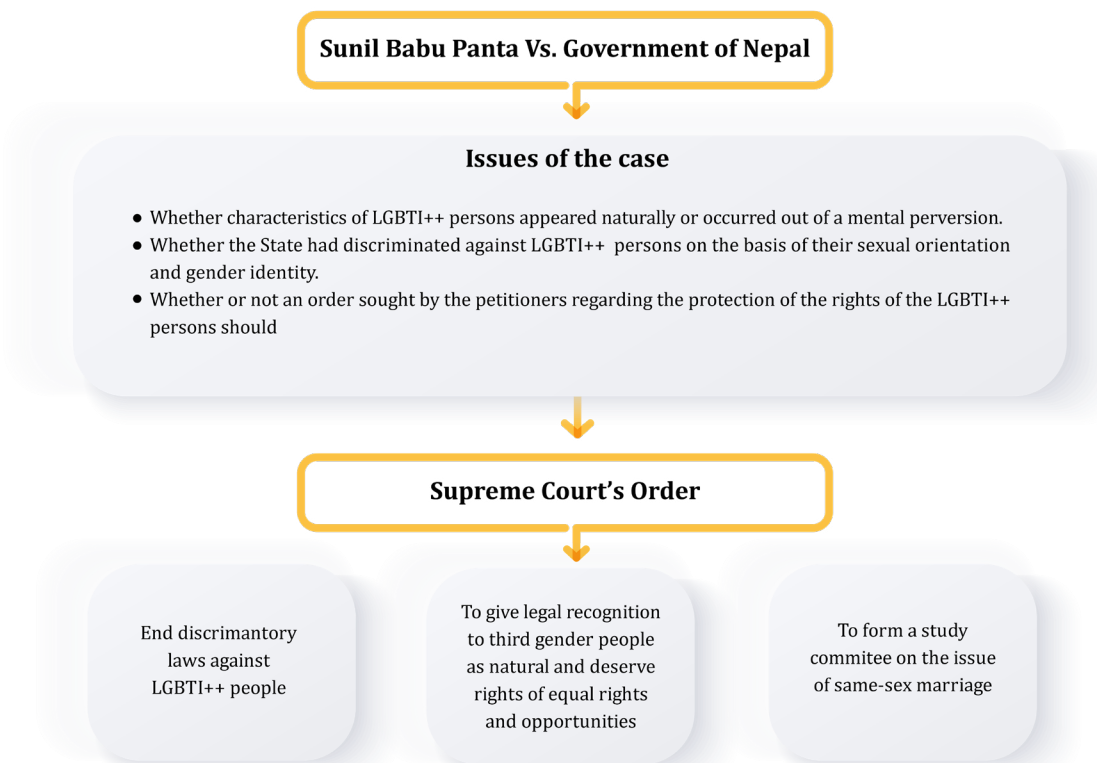 Sunil Babu Panta Vs. Government of Nepal
Issues of the case
● Whether characteristics of LGBTI++ persons appeared naturally or occurred out of a mental perversion.
● Whether the State had discriminated against LGBTI++ persons on the basis of their sexual orientation
and gender identity.
● Whether or not an order sought by the petitioners regarding the protection of the rights of the LGBTI++
persons should
Supreme Court’s Order
End discrimantory
laws against
LGBTI++ people
To give legal recognition
to third gender people
as natural and deserve
rights of equal rights
and opportunities
To form a study
commitee on the issue
of same-sex marriage